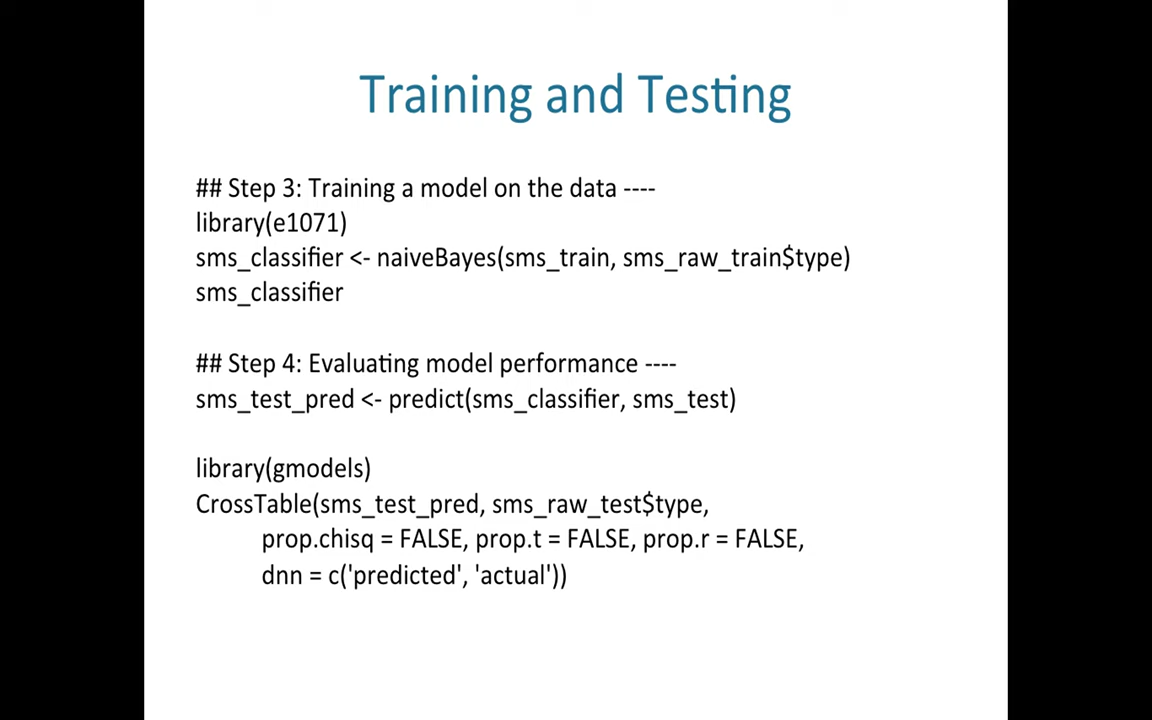 Training and Testing
## Step 3: Training a model on the data ----
library(e1071)
sms_classifier <- naiveBayes(sms_train, sms_raw_train$type)
sms_classifier
## Step 4: Evaluating model performance ----
sms_test_pred <- predict(sms_classifier, sms_test)
library(gmodels)
CrossTable(sms_test_pred, sms_raw_test$type,
prop.chisq = FALSE, prop.t = FALSE, prop.r = FALSE,
dnn = c('predicted', 'actual'))